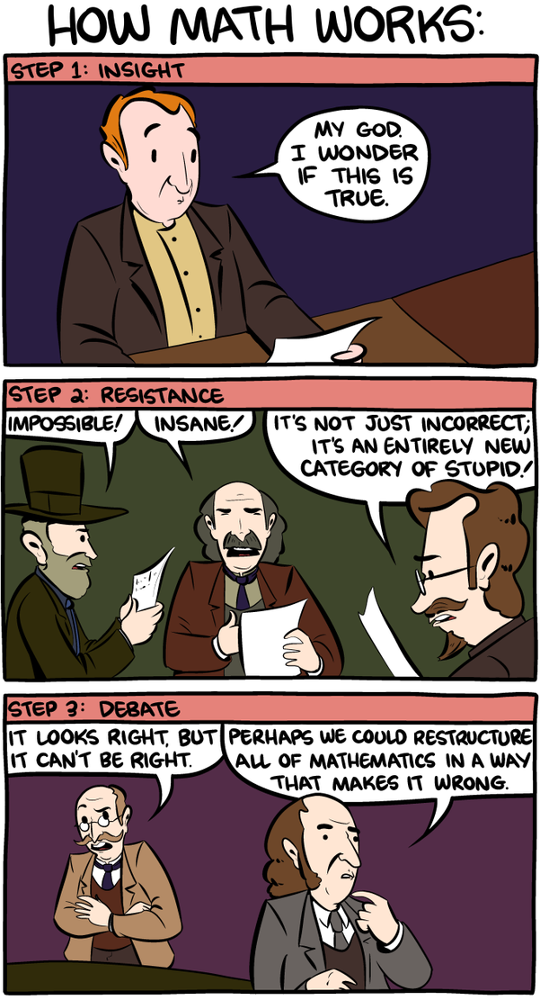 HOW MATH WORKS:
STEP 1: INSIGHT
MY GOD.
I WONDER
IF THIS IS
TRUE.
STEP 2: RESISTANCE
IMPOSSIBLE!
INSANE!
IT'S NOT JUST INCORRECT;
IT'S AN ENTIRELY NEW
CATEGORY OF STUPID!
STEP 3: DEBATE
IT LOOKS RIGHT, BUT
IT CAN'T BE RIGHT.
PERHAPS WE COULD RESTRUCTURE
ALL OF MATHEMATICS IN A WAY
THAT MAKES IT WRONG.